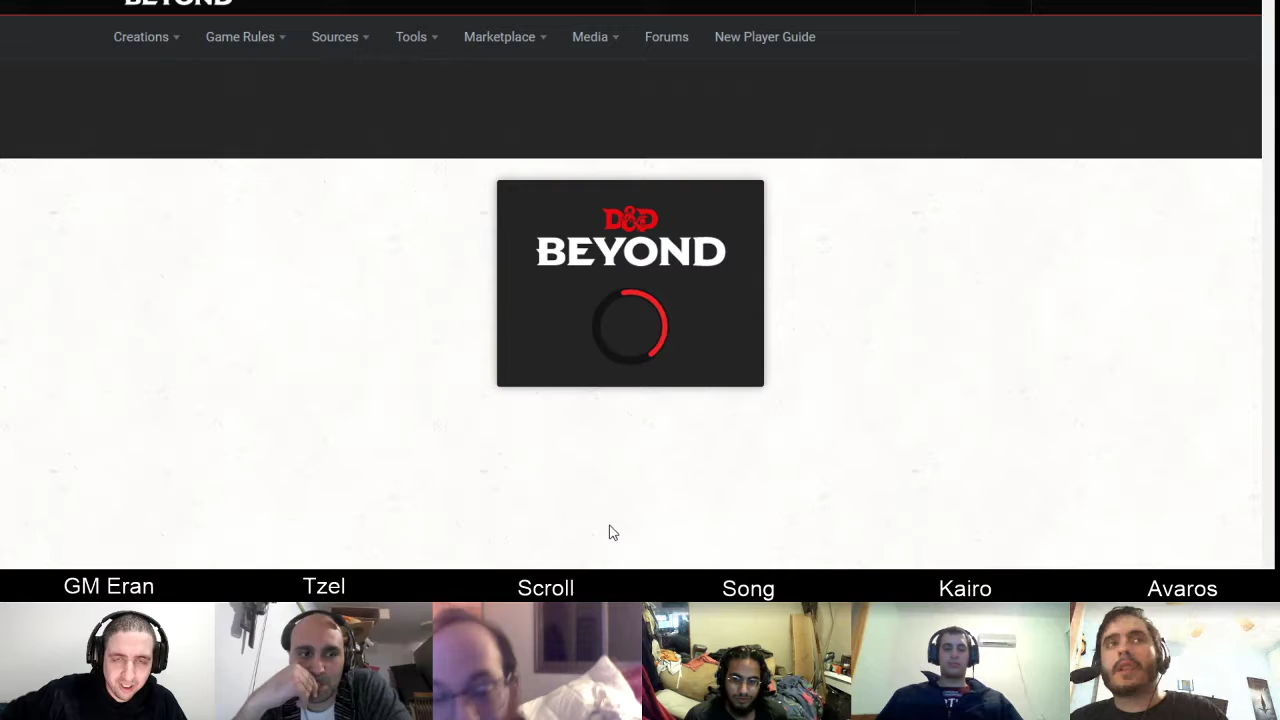 BEYOND
Creations Game Rules Sources Tools Marketplace Media Forums New Player Guide
D&D
BEYOND
GM Eran Tzel Scroll Song Kairo Avaros